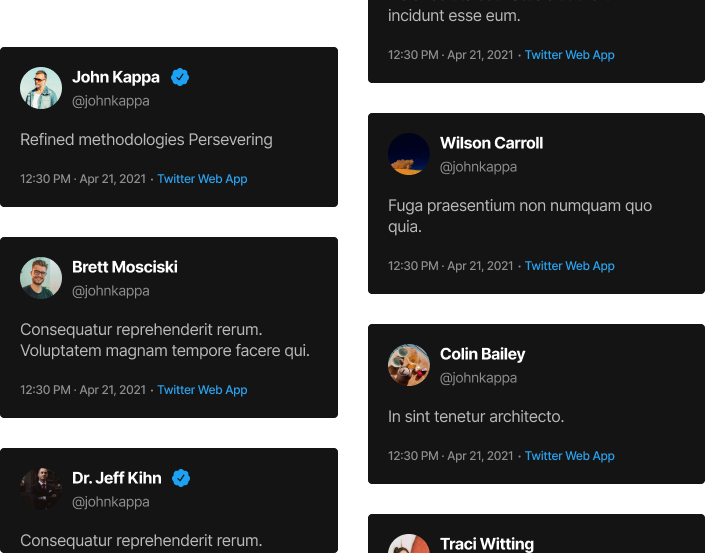 John Kappa
@johnkappa
Refined methodologies Persevering
12:30 PM · Apr 21, 2021 · Twitter Web App
Brett Mosciski
@johnkappa
Consequatur reprehenderit rerum.
Voluptatem magnam tempore facere qui.
12:30 PM · Apr 21, 2021 · Twitter Web App
Dr. Jeff Kihn
@johnkappa
Consequatur reprehenderit rerum.
incidunt esse eum.
12:30 PM · Apr 21, 2021 · Twitter Web App
Wilson Carroll
@johnkappa
Fuga praesentium non numquam quo
quia.
12:30 PM · Apr 21, 2021 · Twitter Web App
Colin Bailey
@johnkappa
In sint tenetur architecto.
12:30 PM · Apr 21, 2021 · Twitter Web App
Traci Witting